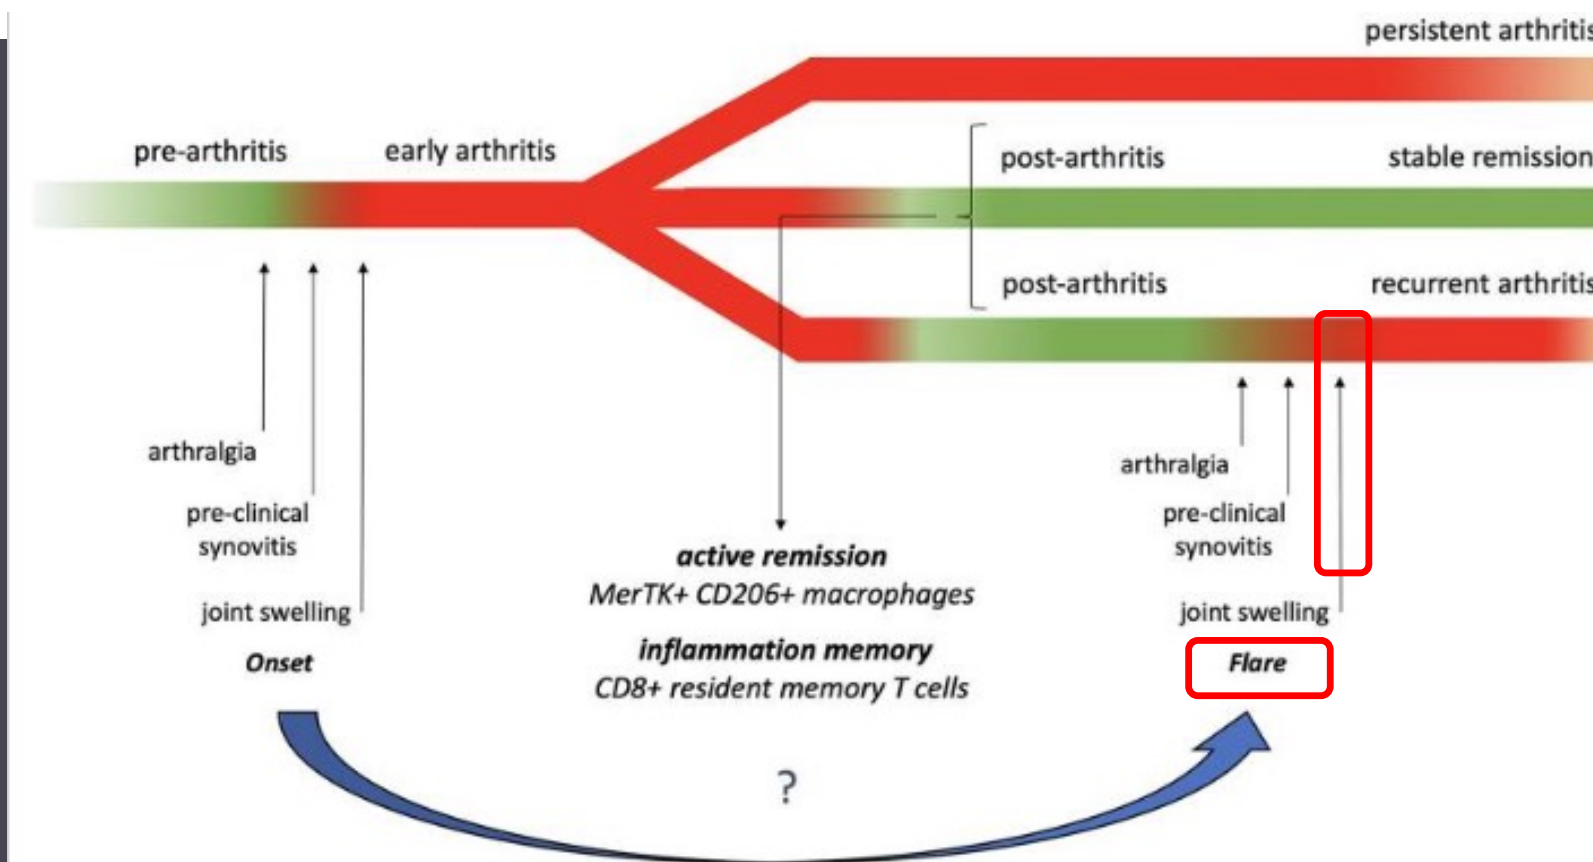 persistent arthritis
pre-arthritis
early arthritis
post-arthritis
stable remission
post-arthritis
recurrent arthritis
arthralgia
pre-clinical
synovitis
joint swelling
Onset
active remission
MerTK+ CD206+ macrophages
inflammation memory
CD8+ resident memory T cells
arthralgia
pre-clinical
synovitis
joint swelling
Flare
?